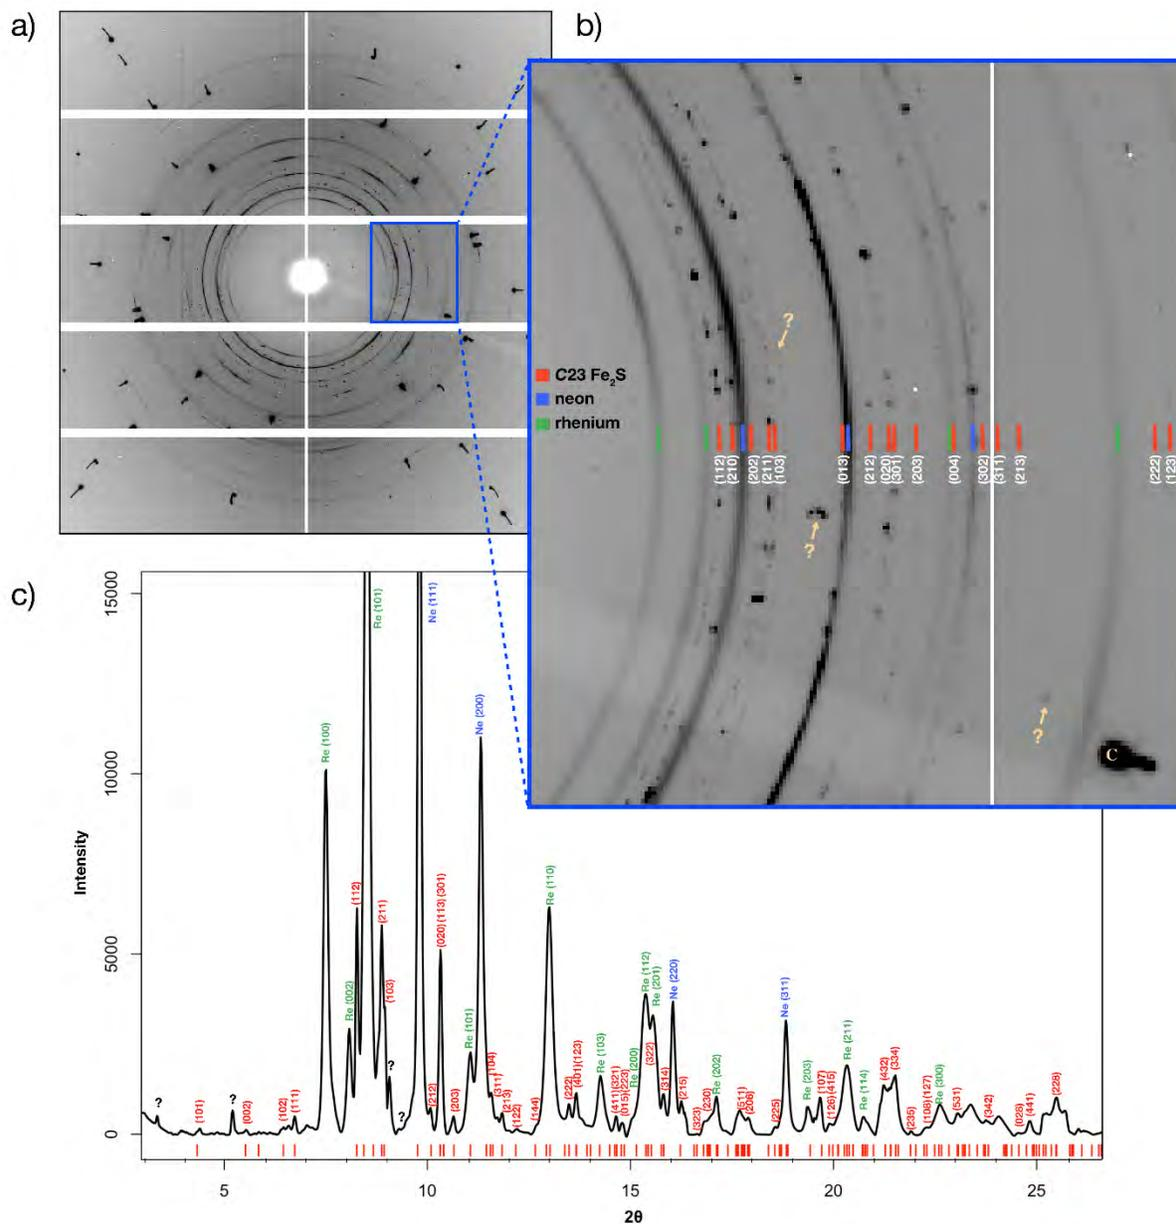 a)
b)
?
C23 Fe2S
neon
rhenium
(112)
(210)
(202)
(211)
(103)
(013)
(212)
(020)
(301)
(203)
(004)
(302)
(311)
(213)
(222)
(123)
?
?
C
c)
15000
10000
5000
0
Intensity
?
(101)
?
(002)
(102)
(111)
Re (100)
Re (002)
(112)
Re (101)
(211)
(103)
?
?
Ne (111)
(212)
(020) (113) (301)
(203)
Re (101)
Ne (200)
(104)
(311)
(213)
(122)
(144)
Re (110)
(222)
(401) (123)
Re (103)
(411) (321)
(015) (223)
Re (200)
Re (112)
Re (201)
(322)
(314)
Ne (220)
(215)
(323)
(230)
Re (202)
(511)
(206)
(225)
Ne (311)
Re (203)
(107)
(126) (415)
Re (211)
Re (114)
(432)
(334)
(235)
(108) (127)
Re (300)
(531)
(342)
(028)
(441)
(226)
5
10
15
20
25
2θ